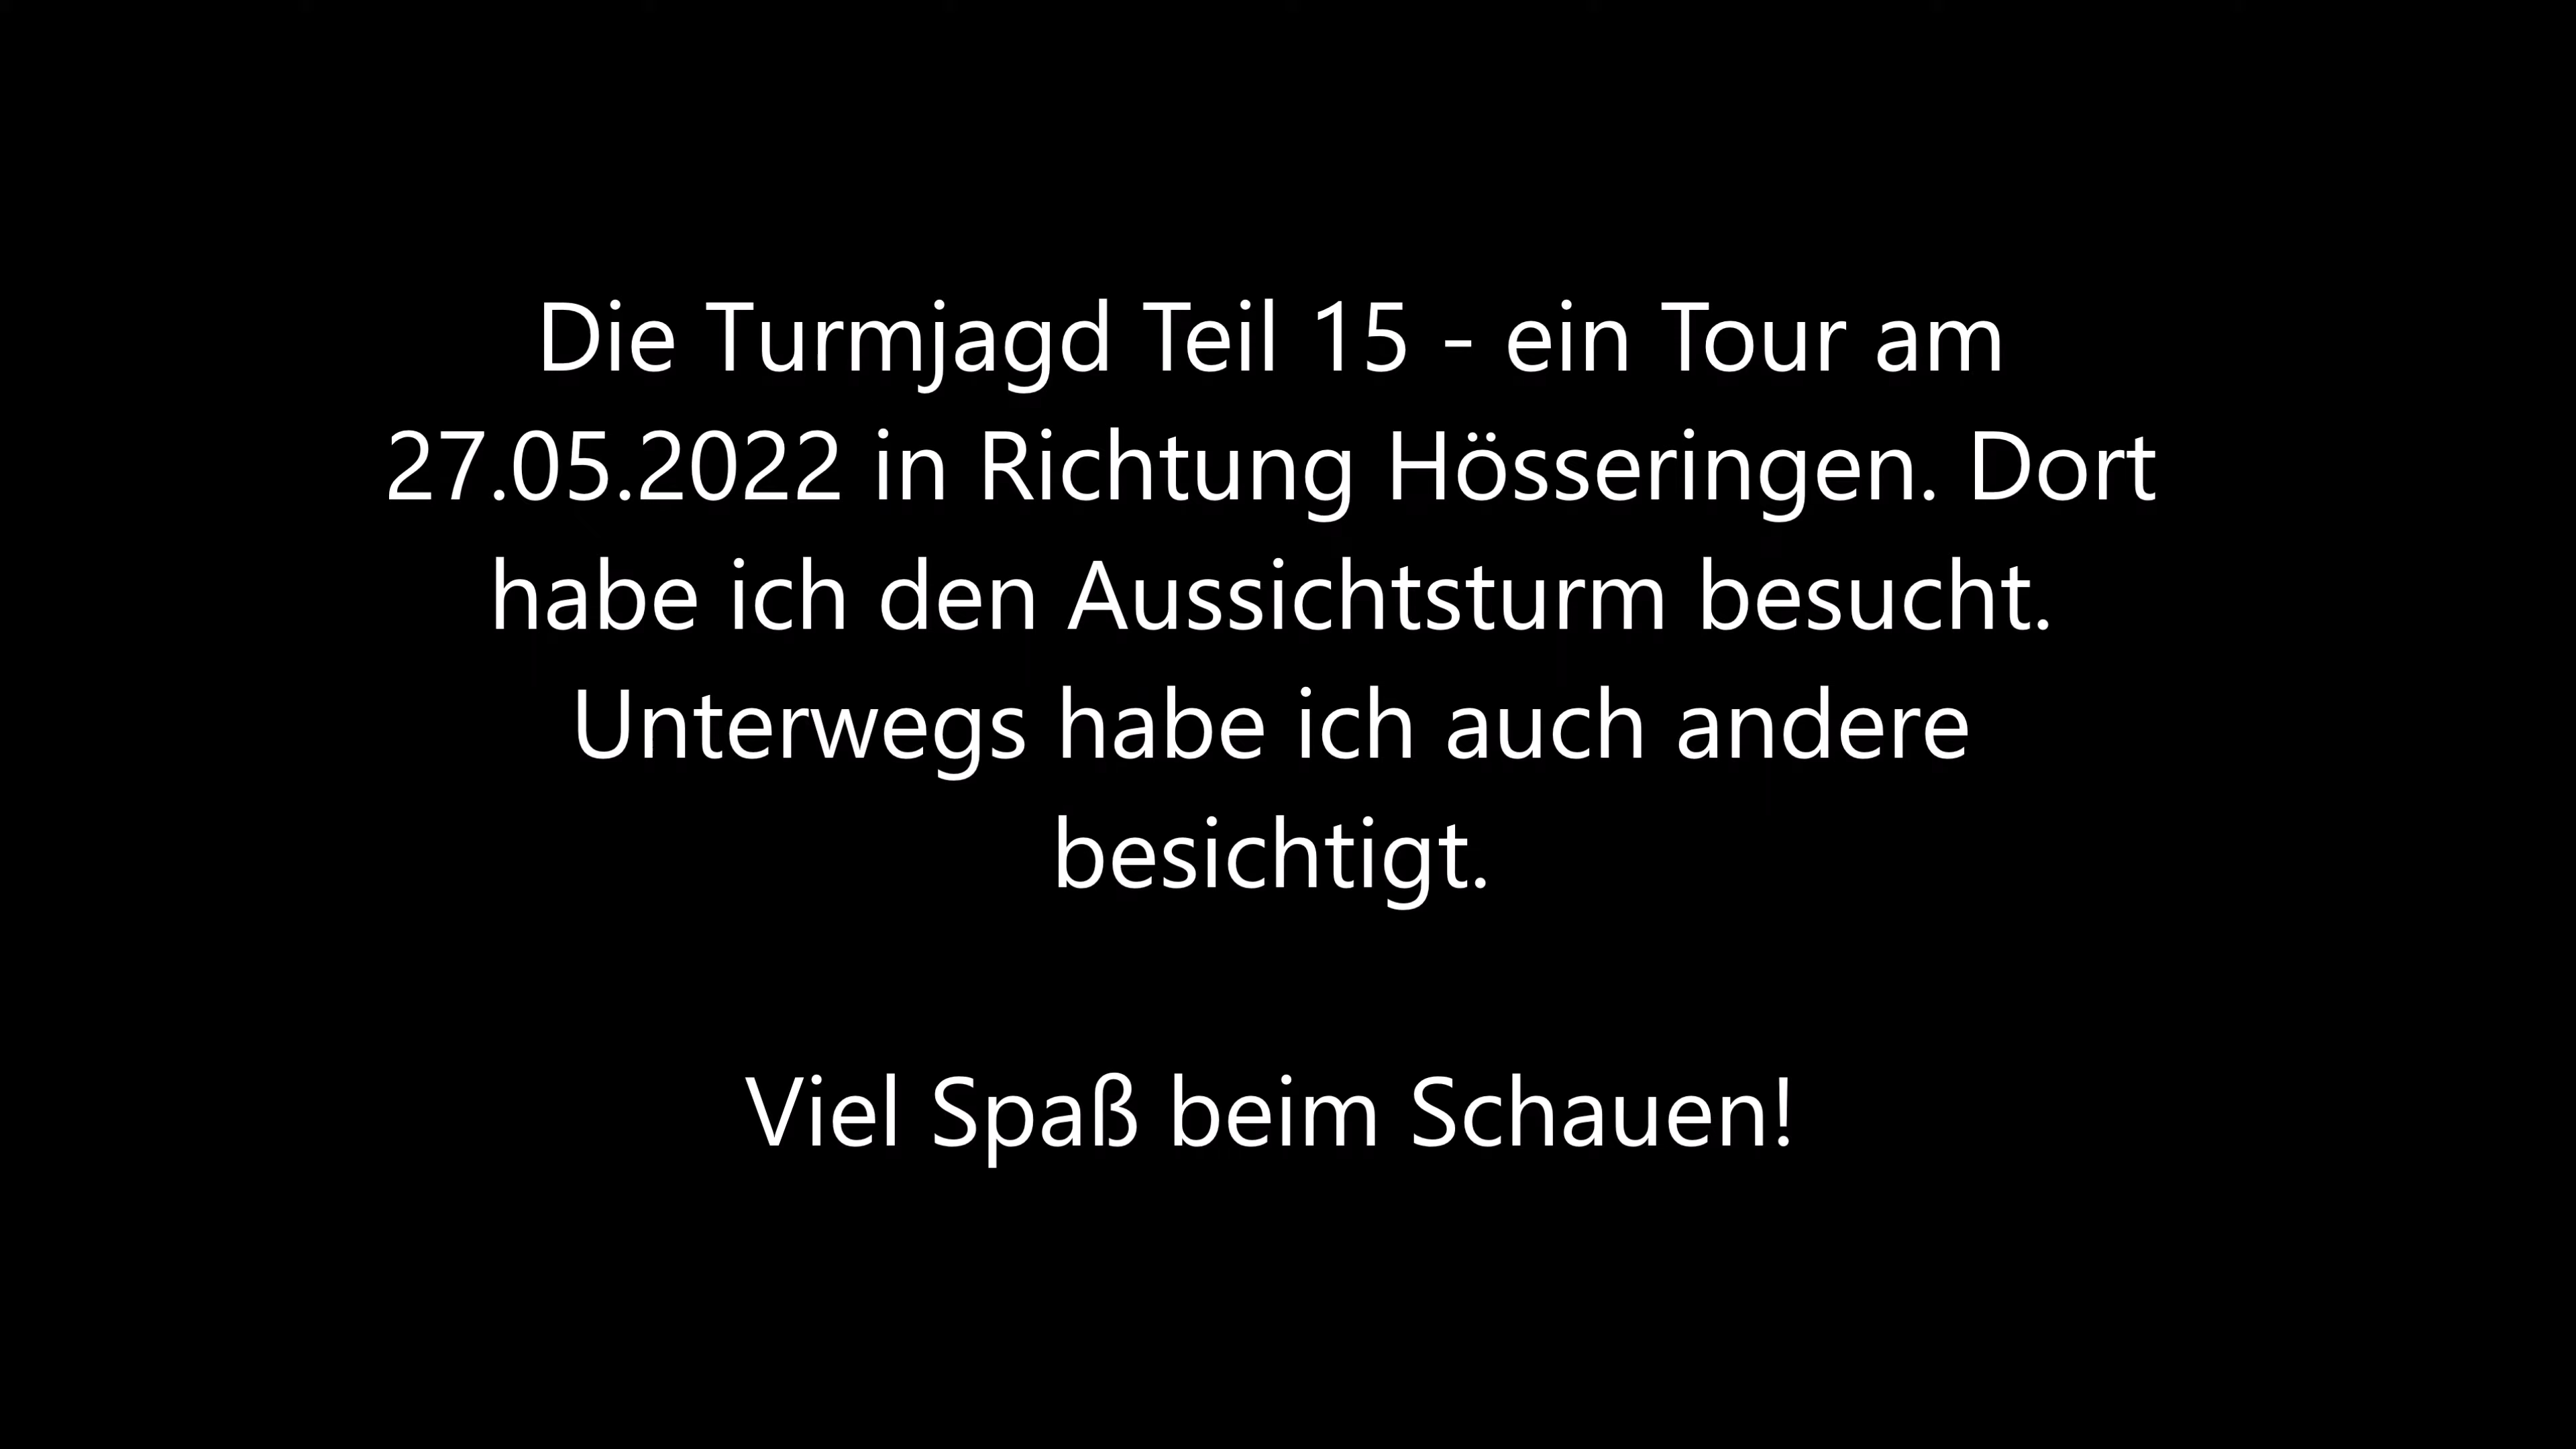 Die Turmjagd Teil 15 - ein Tour am
27.05.2022 in Richtung Hösseringen. Dort
habe ich den Aussichtsturm besucht.
Unterwegs habe ich auch andere
besichtigt.
Viel Spaß beim Schauen!